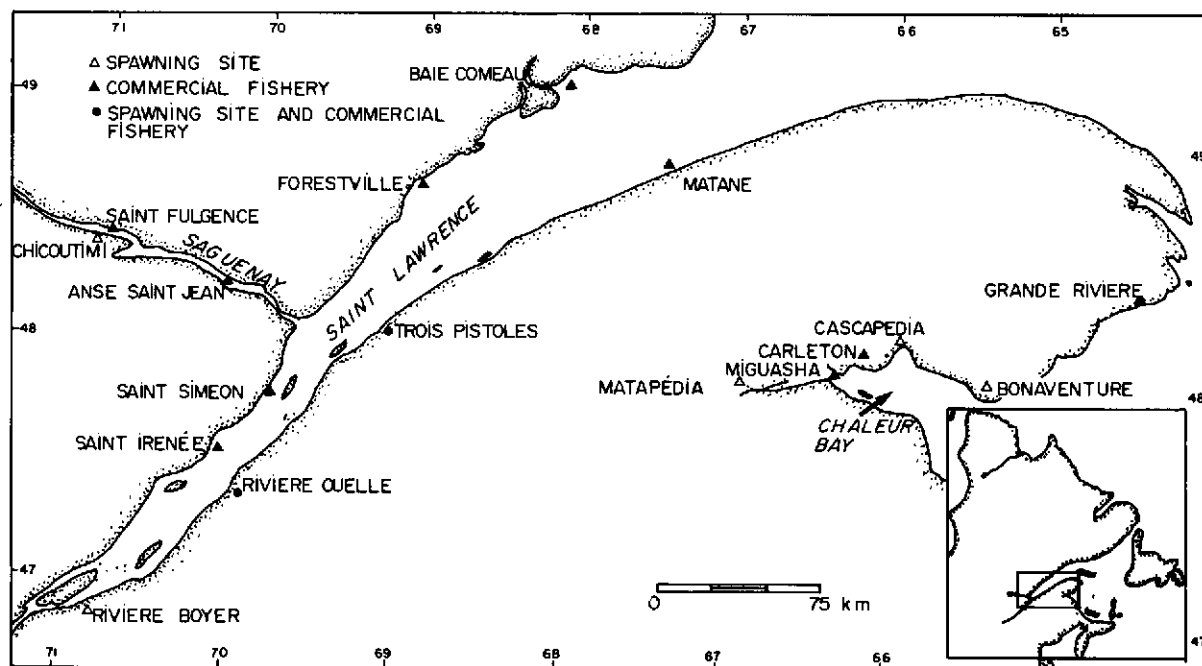 71 70 69 68 67 66 65
△ SPAWNING SITE
▲ COMMERCIAL FISHERY
● SPAWNING SITE AND COMMERCIAL
FISHERY
BAIE COMEAU
49
49
FORESTVILLE
MATANE
SAINT FULGENCE
CHICOUTIMI
SAGUENAY
SAINT LAWRENCE
ANSE SAINT JEAN
GRANDE RIVIERE
48
TROIS PISTOLES
CASCAPEDIA
CARLETON
MIGUASHA
SAINT SIMEON
MATAPÉDIA
BONAVENTURE
48
CHALEUR
BAY
SAINT IRENÉE
RIVIERE OUELLE
47
0 75 km
RIVIERE BOYER
47
71 70 69 68 67 66 65